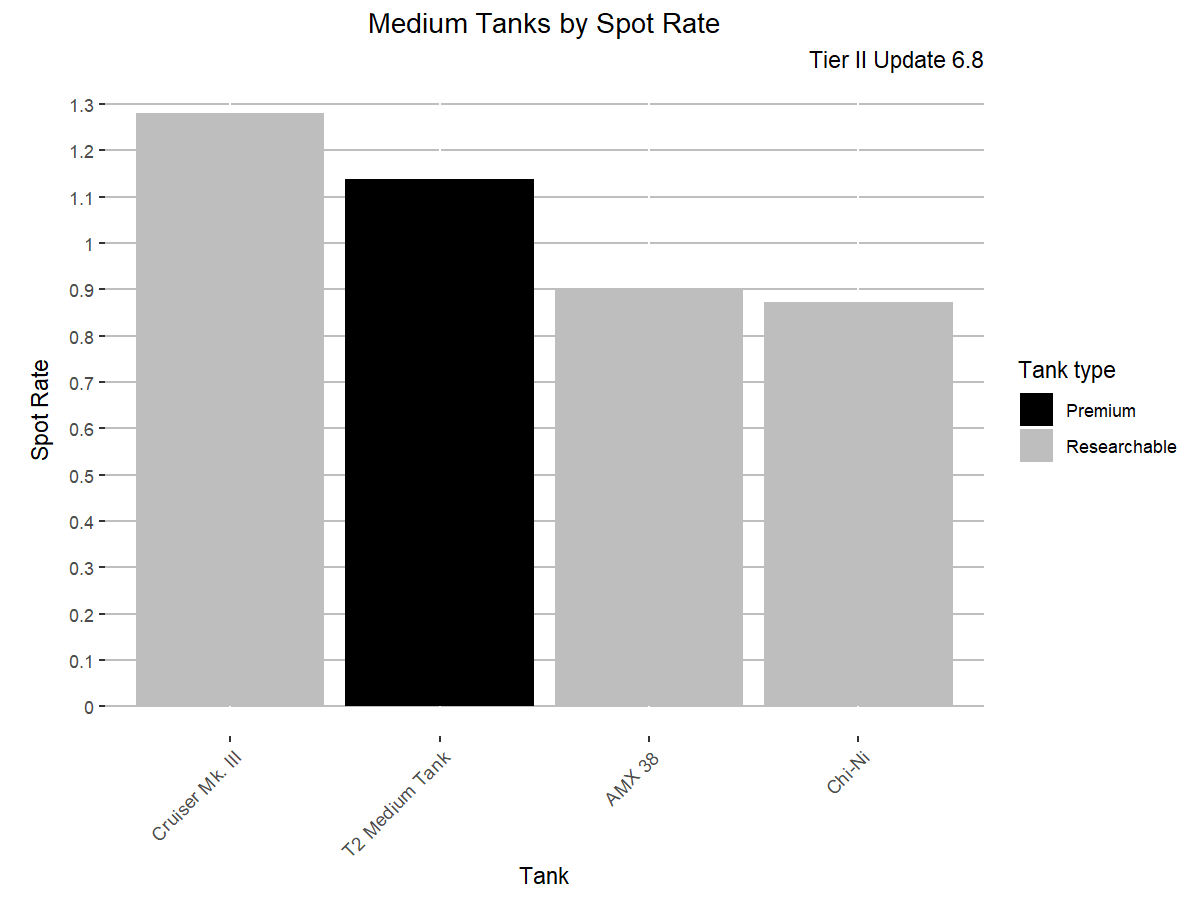 Medium Tanks by Spot Rate
Tier II Update 6.8
1.3
1.2
1.1
1
0.9
0.8
0.7
0.6
0.5
0.4
0.3
0.2
0.1
0
Spot Rate
Cruiser Mk. III
T2 Medium Tank
AMX 38
Chi-Ni
Tank
Tank type
Premium
Researchable